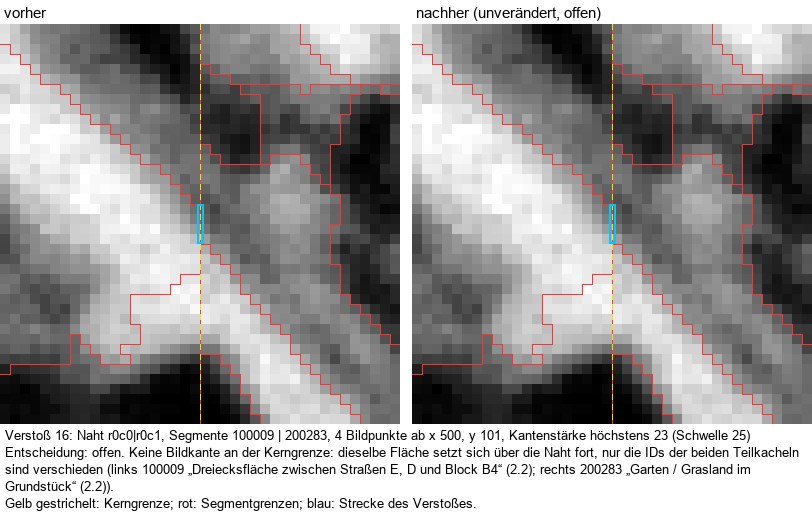 vorher
nachher (unverändert, offen)
Verstoß 16: Naht r0c0|r0c1, Segmente 100009 | 200283, 4 Bildpunkte ab x 500, y 101, Kantenstärke höchstens 23 (Schwelle 25)
Entscheidung: offen. Keine Bildkante an der Kerngrenze: dieselbe Fläche setzt sich über die Naht fort, nur die IDs der beiden Teilkacheln
sind verschieden (links 100009 „Dreiecksfläche zwischen Straßen E, D und Block B4“ (2.2); rechts 200283 „Garten / Grasland im
Grundstück“ (2.2)).
Gelb gestrichelt: Kerngrenze; rot: Segmentgrenzen; blau: Strecke des Verstoßes.